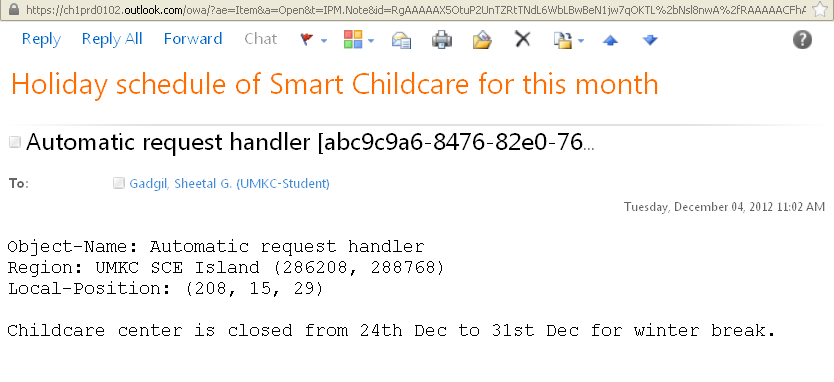 https://ch1prd0102.outlook.com/owa/?ae=Item&a=Open&t=IPM.Note&id=RgAAAAAX5OtuP2UnTZRtTNdL6WbLBwBeN1jw7qOKTL%2bNsl8nwA%2fRAAAAACFhA
Reply Reply All Forward Chat
Holiday schedule of Smart Childcare for this month
Automatic request handler [abc9c9a6-8476-82e0-76...
To: Gadgil, Sheetal G. (UMKC-Student)
Tuesday, December 04, 2012 11:02 AM
Object-Name: Automatic request handler
Region: UMKC SCE Island (286208, 288768)
Local-Position: (208, 15, 29)
Childcare center is closed from 24th Dec to 31st Dec for winter break.